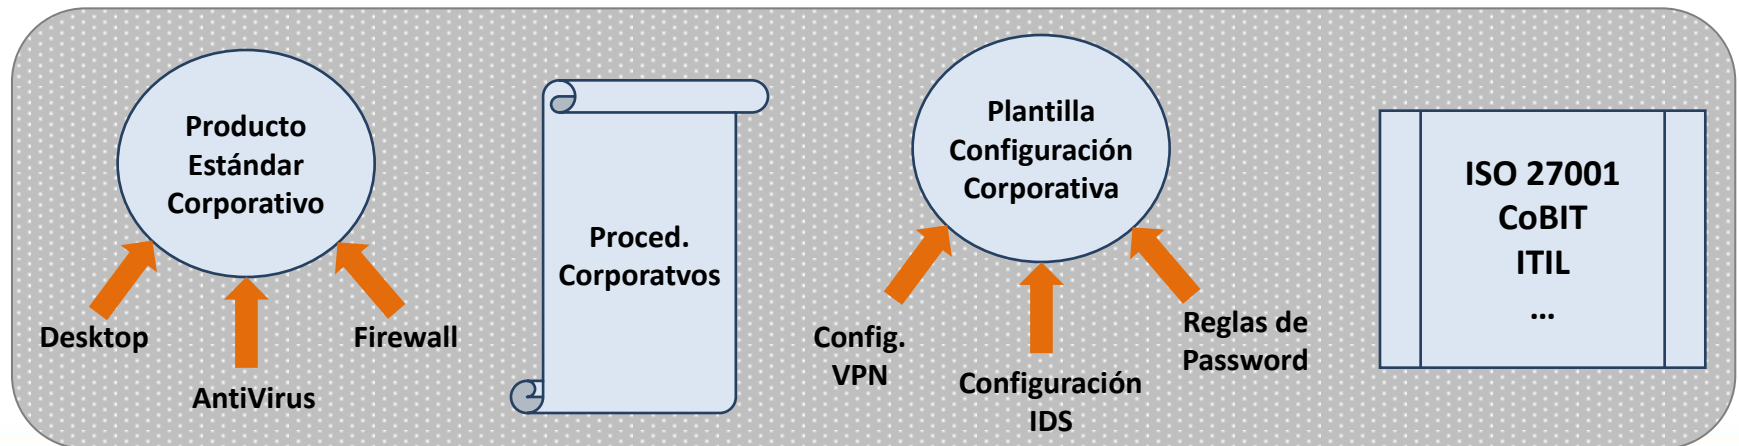 Producto
Estándar
Corporativo
Desktop
AntiVirus
Firewall
Proced.
Corporatvos
Plantilla
Configuración
Corporativa
Config.
VPN
Configuración
IDS
Reglas de
Password
ISO 27001
CoBIT
ITIL
...